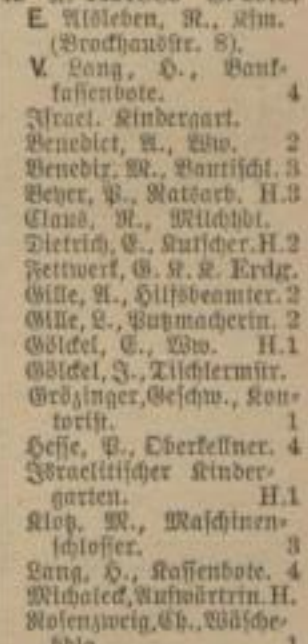 E. Alsleben, R., Kfm.
(Brockhausstr. 8).
V. Lang, H., Bank-
kassenbote. 4
Israel. Kindergart.
Benedict, A., Ww. 2
Benedix, M., Bautischl. 3
Beyer, P., Ratsarb. H.3
Claus, R., Milchhdl.
Dietrich, E., Kutscher. H.2
Fettwerk, G. K. K. Erdg.
Gille, A., Hilfsbeamter. 2
Gille, L., Putzmacherin. 2
Gölckel, E., Ww. H.1
Gölckel, J., Tischlermstr.
Grözinger, Geschw., Kon-
torist. 1
Hesse, P., Oberkellner. 4
Israelitischer Kinder-
garten. H.1
Klotz, M., Maschinen-
schlosser. 3
Lang, H., Kassenbote. 4
Michaleck, Aufwärtrin. H.
Rosenzweig, Ch., Wäsche-